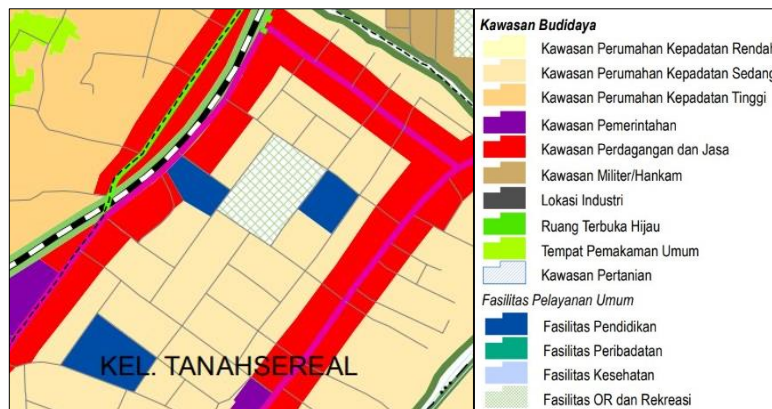 KEL. TANAHSEREAL
Kawasan Budidaya
Kawasan Perumahan Kepadatan Rendah
Kawasan Perumahan Kepadatan Sedang
Kawasan Perumahan Kepadatan Tinggi
Kawasan Pemerintahan
Kawasan Perdagangan dan Jasa
Kawasan Militer/Hankam
Lokasi Industri
Ruang Terbuka Hijau
Tempat Pemakaman Umum
Kawasan Pertanian
Fasilitas Pelayanan Umum
Fasilitas Pendidikan
Fasilitas Peribadatan
Fasilitas Kesehatan
Fasilitas OR dan Rekreasi